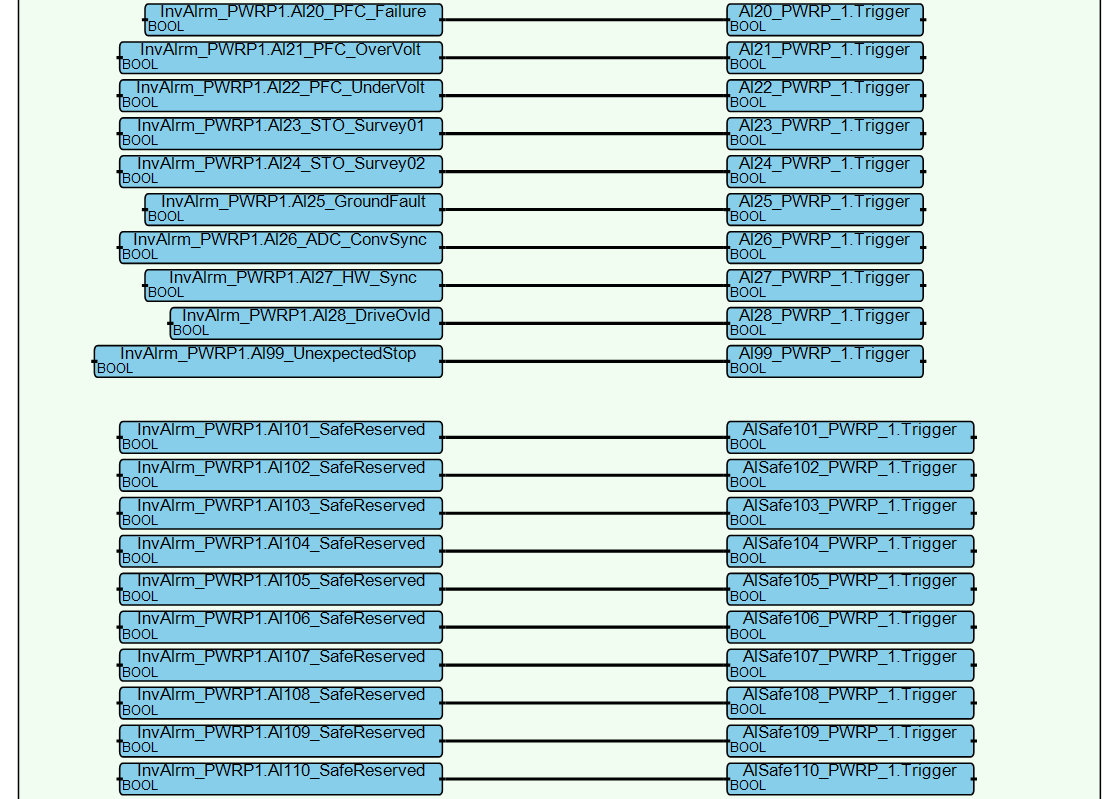 InvAlrm_PWRP1.Al20_PFC_Failure
BOOL
Al20_PWRP_1.Trigger
BOOL
InvAlrm_PWRP1.Al21_PFC_OverVolt
BOOL
Al21_PWRP_1.Trigger
BOOL
InvAlrm_PWRP1.Al22_PFC_UnderVolt
BOOL
Al22_PWRP_1.Trigger
BOOL
InvAlrm_PWRP1.Al23_STO_Survey01
BOOL
Al23_PWRP_1.Trigger
BOOL
InvAlrm_PWRP1.Al24_STO_Survey02
BOOL
Al24_PWRP_1.Trigger
BOOL
InvAlrm_PWRP1.Al25_GroundFault
BOOL
Al25_PWRP_1.Trigger
BOOL
InvAlrm_PWRP1.Al26_ADC_ConvSync
BOOL
Al26_PWRP_1.Trigger
BOOL
InvAlrm_PWRP1.Al27_HW_Sync
BOOL
Al27_PWRP_1.Trigger
BOOL
InvAlrm_PWRP1.Al28_DriveOvld
BOOL
Al28_PWRP_1.Trigger
BOOL
InvAlrm_PWRP1.Al99_UnexpectedStop
BOOL
Al99_PWRP_1.Trigger
BOOL
InvAlrm_PWRP1.Al101_SafeReserved
BOOL
AlSafe101_PWRP_1.Trigger
BOOL
InvAlrm_PWRP1.Al102_SafeReserved
BOOL
AlSafe102_PWRP_1.Trigger
BOOL
InvAlrm_PWRP1.Al103_SafeReserved
BOOL
AlSafe103_PWRP_1.Trigger
BOOL
InvAlrm_PWRP1.Al104_SafeReserved
BOOL
AlSafe104_PWRP_1.Trigger
BOOL
InvAlrm_PWRP1.Al105_SafeReserved
BOOL
AlSafe105_PWRP_1.Trigger
BOOL
InvAlrm_PWRP1.Al106_SafeReserved
BOOL
AlSafe106_PWRP_1.Trigger
BOOL
InvAlrm_PWRP1.Al107_SafeReserved
BOOL
AlSafe107_PWRP_1.Trigger
BOOL
InvAlrm_PWRP1.Al108_SafeReserved
BOOL
AlSafe108_PWRP_1.Trigger
BOOL
InvAlrm_PWRP1.Al109_SafeReserved
BOOL
AlSafe109_PWRP_1.Trigger
BOOL
InvAlrm_PWRP1.Al110_SafeReserved
BOOL
AlSafe110_PWRP_1.Trigger
BOOL